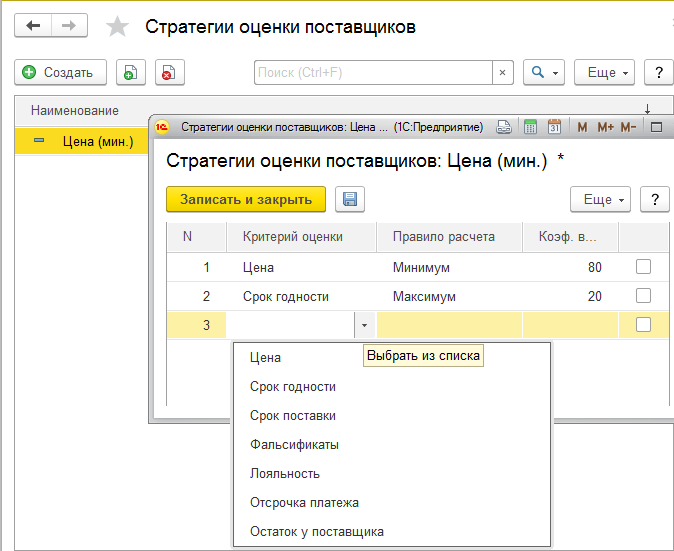 Стратегии оценки поставщиков
Создать
Поиск (Ctrl+F)
×
Еще
?
Наименование
Цена (мин.)
1С Стратегии оценки поставщиков: Цена ... (1С:Предприятие) 31 M M+ M-
Стратегии оценки поставщиков: Цена (мин.) *
Записать и закрыть
Еще
?
N Критерий оценки Правило расчета Коэф. в...
1 Цена Минимум 80
2 Срок годности Максимум 20
3
Выбрать из списка
Цена
Срок годности
Срок поставки
Фальсификаты
Лояльность
Отсрочка платежа
Остаток у поставщика